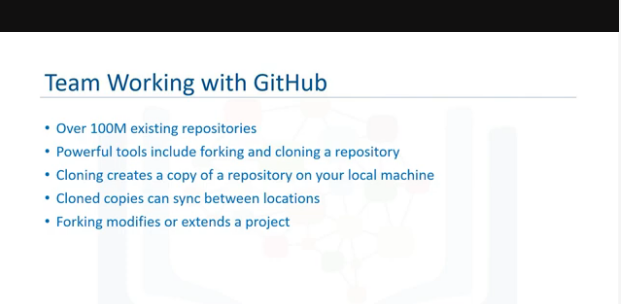 Team Working with GitHub
• Over 100M existing repositories
• Powerful tools include forking and cloning a repository
• Cloning creates a copy of a repository on your local machine
• Cloned copies can sync between locations
• Forking modifies or extends a project